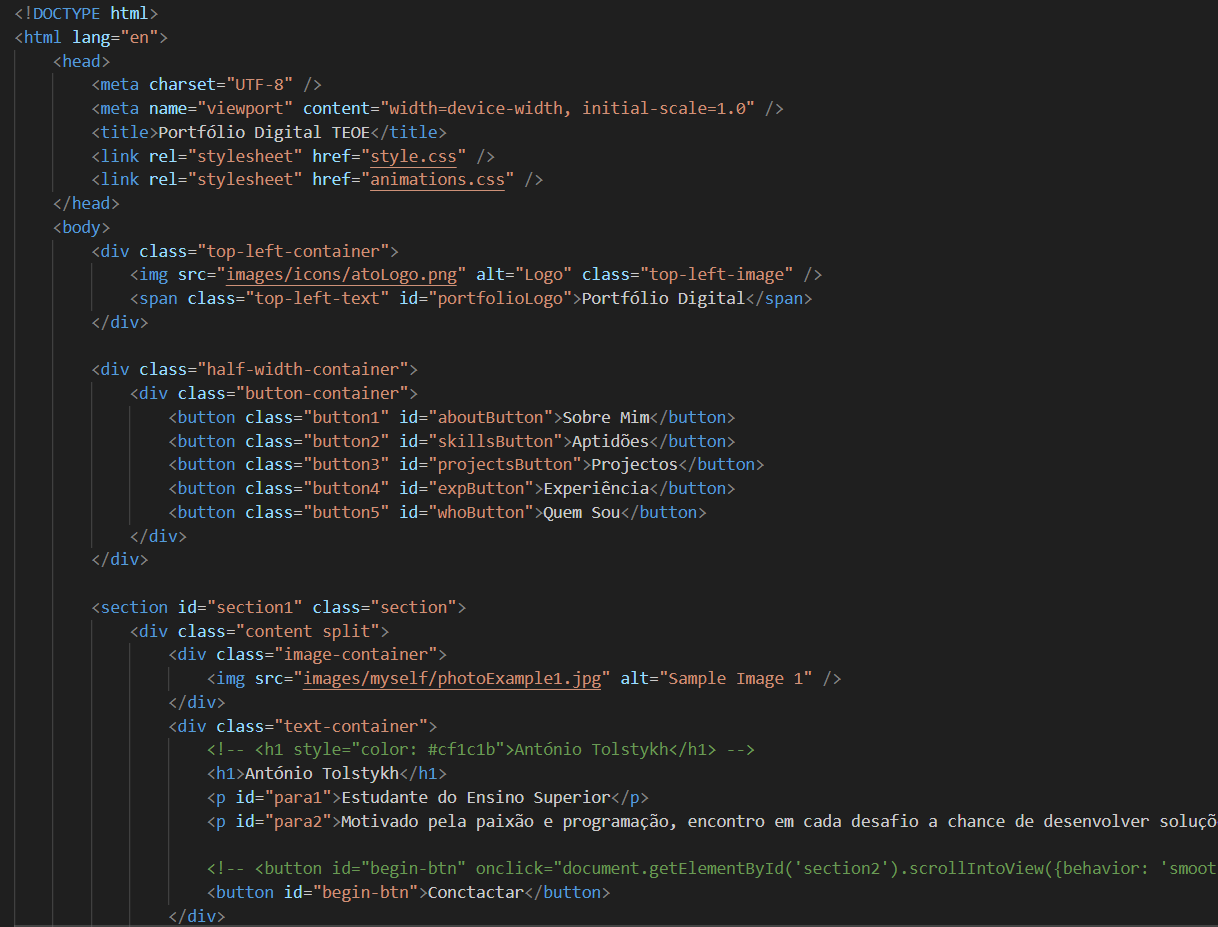 <!DOCTYPE html>
<html lang="en">
<head>
<meta charset="UTF-8" />
<meta name="viewport" content="width=device-width, initial-scale=1.0" />
<title>Portfólio Digital TEOE</title>
<link rel="stylesheet" href="style.css" />
<link rel="stylesheet" href="animations.css" />
</head>
<body>
<div class="top-left-container">
<img src="images/icons/atoLogo.png" alt="Logo" class="top-left-image" />
<span class="top-left-text" id="portfolioLogo">Portfólio Digital</span>
</div>
<div class="half-width-container">
<div class="button-container">
<button class="button1" id="aboutButton">Sobre Mim</button>
<button class="button2" id="skillsButton">Aptidões</button>
<button class="button3" id="projectsButton">Projectos</button>
<button class="button4" id="expButton">Experiência</button>
<button class="button5" id="whoButton">Quem Sou</button>
</div>
</div>
<section id="section1" class="section">
<div class="content split">
<div class="image-container">
<img src="images/myself/photoExample1.jpg" alt="Sample Image 1" />
</div>
<div class="text-container">
<!-- <h1 style="color: #cf1c1b">António Tolstykh</h1> -->
<h1>António Tolstykh</h1>
<p id="para1">Estudante do Ensino Superior</p>
<p id="para2">Motivado pela paixão e programação, encontro em cada desafio a chance de desenvolver soluçõ
<!-- <button id="begin-btn" onclick="document.getElementById('section2').scrollIntoView({behavior: 'smoot
<button id="begin-btn">Conctactar</button>
</div>